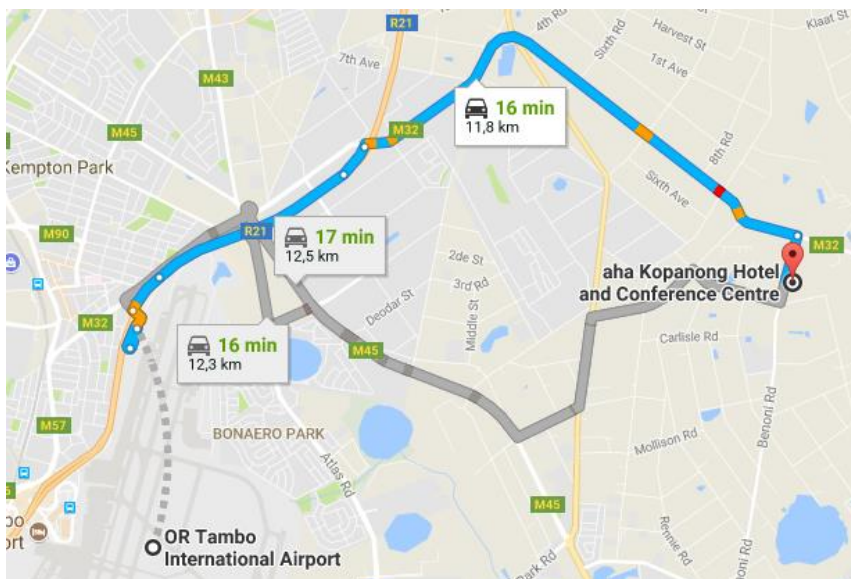 R21
4th Rd
Sixth Rd
Harvest St
Klaat St
1st Ave
7th Ave
M43
16 min
11,8 km
M45
M32
8th Rd
Kempton Park
Sixth Ave
M90
R21
17 min
12,5 km
2de St
3rd Rd
M32
aha Kopanong Hotel
and Conference Centre
M32
Deodar St
Middle St
16 min
12,3 km
M45
Carlisle Rd
M57
BONAERO PARK
Mollison Rd
Benoni Rd
Atlas Rd
M45
OR Tambo
International Airport
Park Rd
Rennie Rd